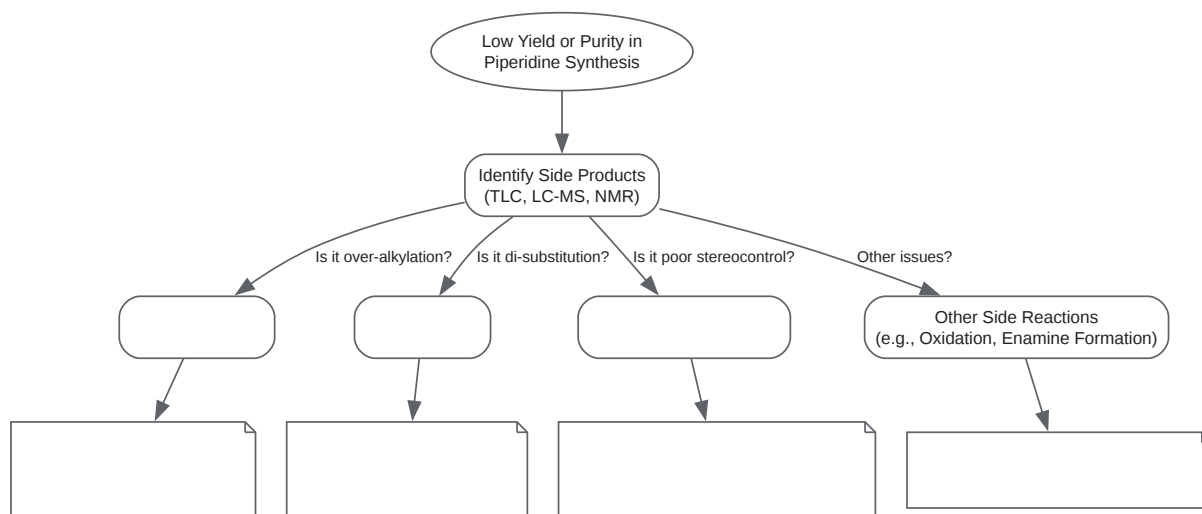 Low Yield or Purity in
Piperidine Synthesis
Identify Side Products
(TLC, LC-MS, NMR)
Is it over-alkylation?
Is it di-substitution?
Is it poor stereocontrol?
Other issues?
Other Side Reactions
(e.g., Oxidation, Enamine Formation)